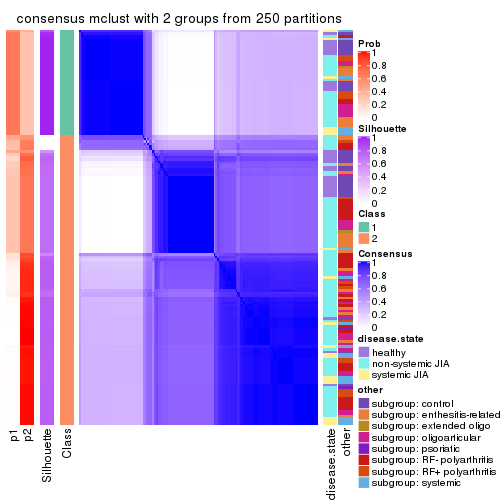 consensus mclust with 2 groups from 250 partitions
Prob
1
0.8
0.6
0.4
0.2
0
Silhouette
1
0.8
0.6
0.4
0.2
0
Class
1
2
Consensus
1
0.8
0.6
0.4
0.2
0
disease.state
healthy
non-systemic JIA
systemic JIA
other
subgroup: control
subgroup: enthesitis-related
subgroup: extended oligo
subgroup: oligoarticular
subgroup: psoriatic
subgroup: RF- polyarthritis
subgroup: RF+ polyarthritis
subgroup: systemic
p1
p2
Silhouette
Class
disease.state
other